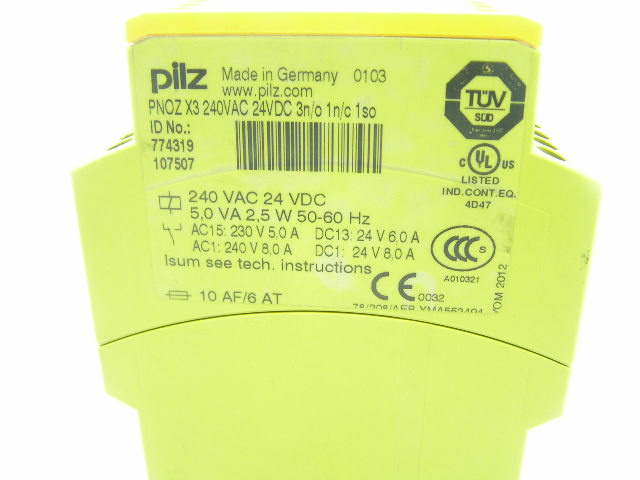 pilz Made in Germany 0103
www.pilz.com
PNOZ X3 240VAC 24VDC 3n/o 1n/c 1so
ID No.:
774319
107507
TÜV
SÜD
c UL US
LISTED
IND.CONT.EQ.
4D47
240 VAC 24 VDC
5,0 VA 2,5 W 50-60 Hz
AC15: 230 V 5,0 A DC13: 24 V 6,0 A
AC1: 240 V 8,0 A DC1: 24 V 8,0 A
Isum see tech. instructions
CCC S
A010321
10 AF/6 AT
CE 0032
YOM 2012